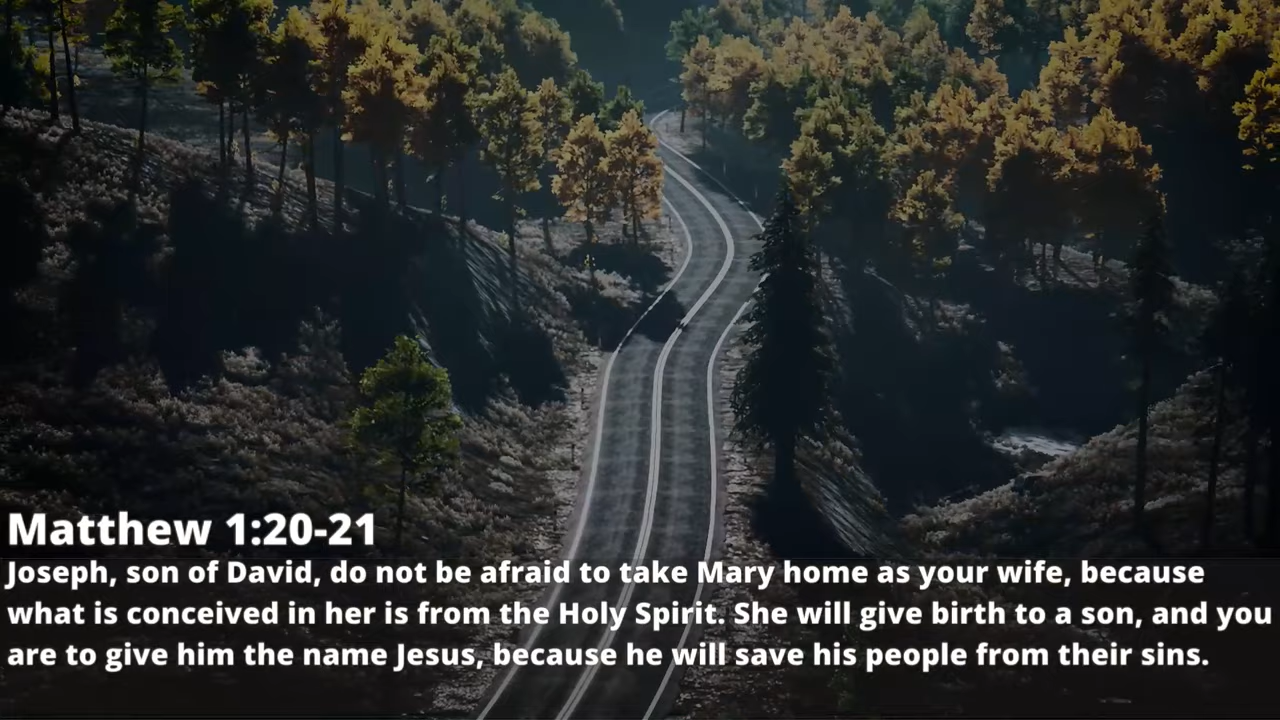 Matthew 1:20-21
Joseph, son of David, do not be afraid to take Mary home as your wife, because
what is conceived in her is from the Holy Spirit. She will give birth to a son, and you
are to give him the name Jesus, because he will save his people from their sins.